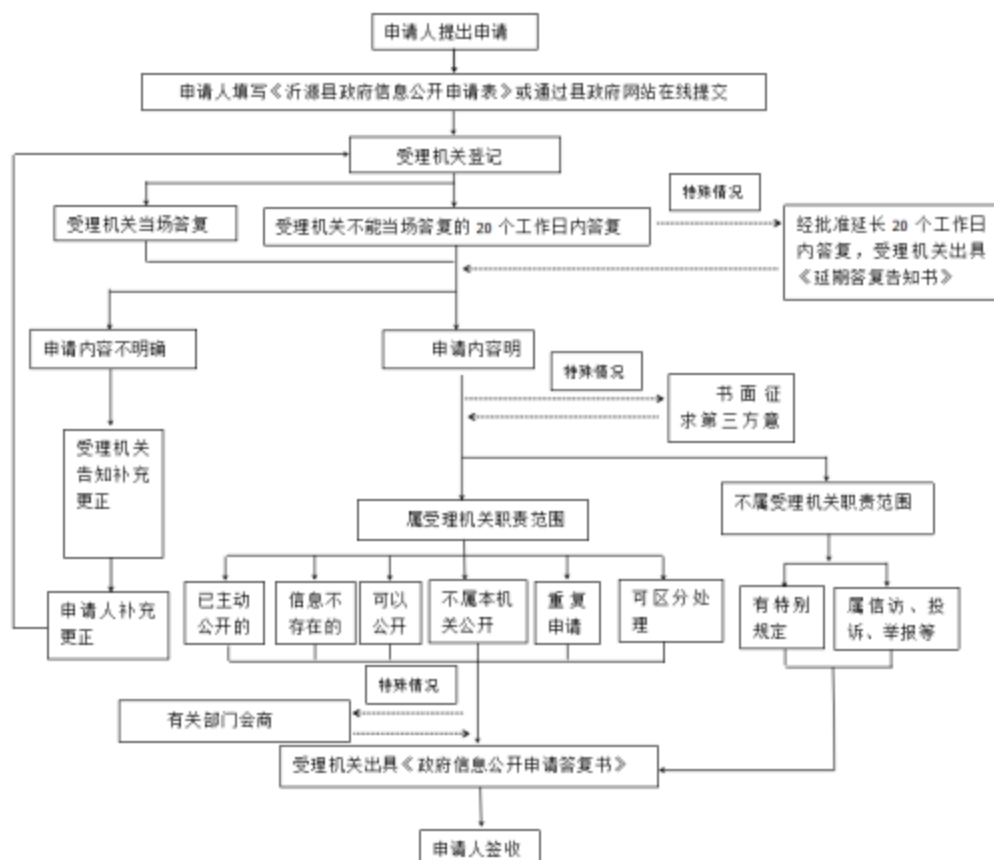 申请人提出申请
申请人填写《沂源县政府信息公开申请表》或通过县政府网站在线提交
受理机关登记
特殊情况
受理机关当场答复
受理机关不能当场答复的 20 个工作日内答复
经批准延长 20 个工作日
内答复，受理机关出具
《延期答复告知书》
申请内容不明确
申请内容明
特殊情况
书面征
求第三方意
受理机关
告知补充
更正
不属受理机关职责范围
属受理机关职责范围
已主动
公开的
信息不
存在的
可以
公开
不属本机
关公开
重复
申请
可区分处
理
有特别
规定
属信访、投
诉、举报等
申请人补充
更正
特殊情况
有关部门会商
受理机关出具《政府信息公开申请答复书》
申请人签收